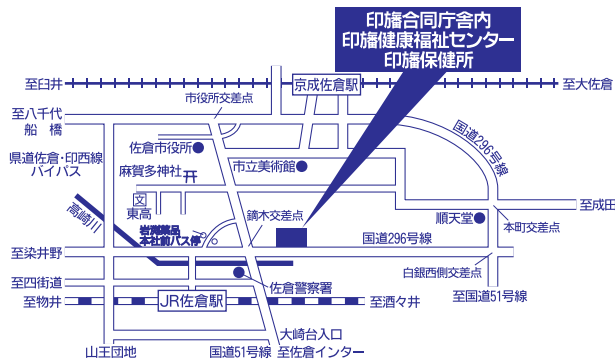 印旛合同庁舎内
印旛健康福祉センター
印旛保健所
至臼井
京成佐倉駅
至大佐倉
市役所交差点
至八千代
船橋
国道296号線
佐倉市役所
県道佐倉・印西線
バイパス
麻賀多神社
市立美術館
文
東高
高崎川
至成田
順天堂
本町交差点
鏑木交差点
岩渕薬品
本社前バス停
国道296号線
至染井野
白銀西側交差点
至四街道
佐倉警察署
至国道51号線
至物井
JR佐倉駅
至酒々井
大崎台入口
山王団地
国道51号線
至佐倉インター